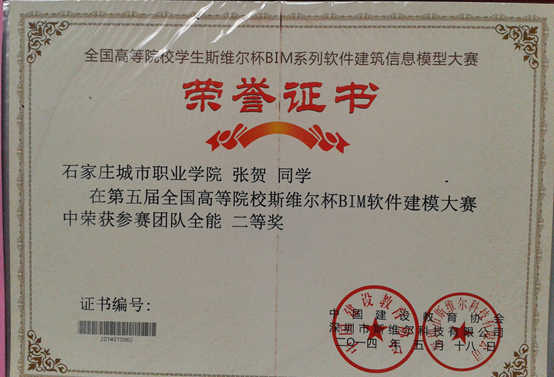 全国高等院校学生斯维尔杯BIM系列软件建筑信息模型大赛
荣誉证书
石家庄城市职业学院 张贺 同学
在第五届全国高等院校斯维尔杯BIM软件建模大赛
中荣获参赛团队全能 二等奖
证书编号:
2014010962
中国建设教育协会
深圳市斯维尔科技有限公司
二〇一四年五月十八日